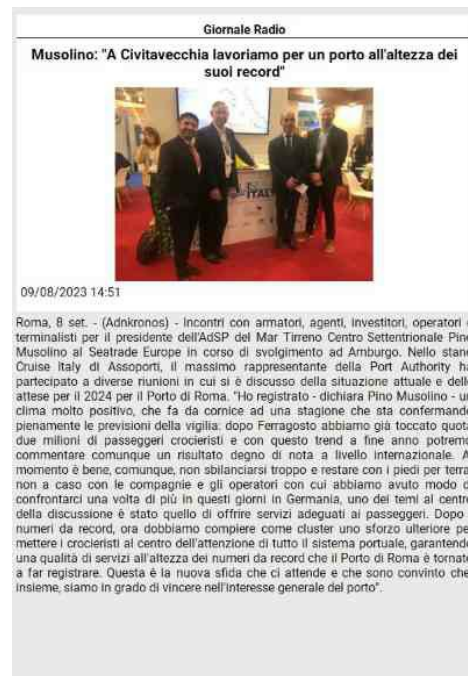 Giornale Radio
Musolino: "A Civitavecchia lavoriamo per un porto all'altezza dei
suoi record"
ITALY
09/08/2023 14:51
Roma, 8 set. - (Adnkronos) - Incontri con armatori, agenti, investitori, operatori
terminalisti per il presidente dell'AdSP del Mar Tirreno Centro Settentrionale Pino
Musolino al Seatrade Europe in corso di svolgimento ad Amburgo. Nello stand
Cruise Italy di Assoporti, il massimo rappresentante della Port Authority ha
partecipato a diverse riunioni in cui si è discusso della situazione attuale e delle
attese per il 2024 per il Porto di Roma. "Ho registrato - dichiara Pino Musolino - un
clima molto positivo, che fa da cornice ad una stagione che sta confermando
pienamente le previsioni della vigilia: dopo Ferragosto abbiamo già toccato quota
due milioni di passeggeri crocieristi e con questo trend a fine anno potremo
commentare comunque un risultato degno di nota a livello internazionale. Al
momento è bene, comunque, non sbilanciarsi troppo e restare con i piedi per terra:
non a caso con le compagnie e gli operatori con cui abbiamo avuto modo di
confrontarci una volta di più in questi giorni in Germania, uno dei temi al centro
della discussione è stato quello di offrire servizi adeguati ai passeggeri. Dopo
numeri da record, ora dobbiamo compiere come cluster uno sforzo ulteriore per
mettere i crocieristi al centro dell'attenzione di tutto il sistema portuale, garantendo
una qualità di servizi all'altezza dei numeri da record che il Porto di Roma è tornato
a far registrare. Questa è la nuova sfida che ci attende e che sono convinto che,
insieme, siamo in grado di vincere nell'interesse generale del porto".